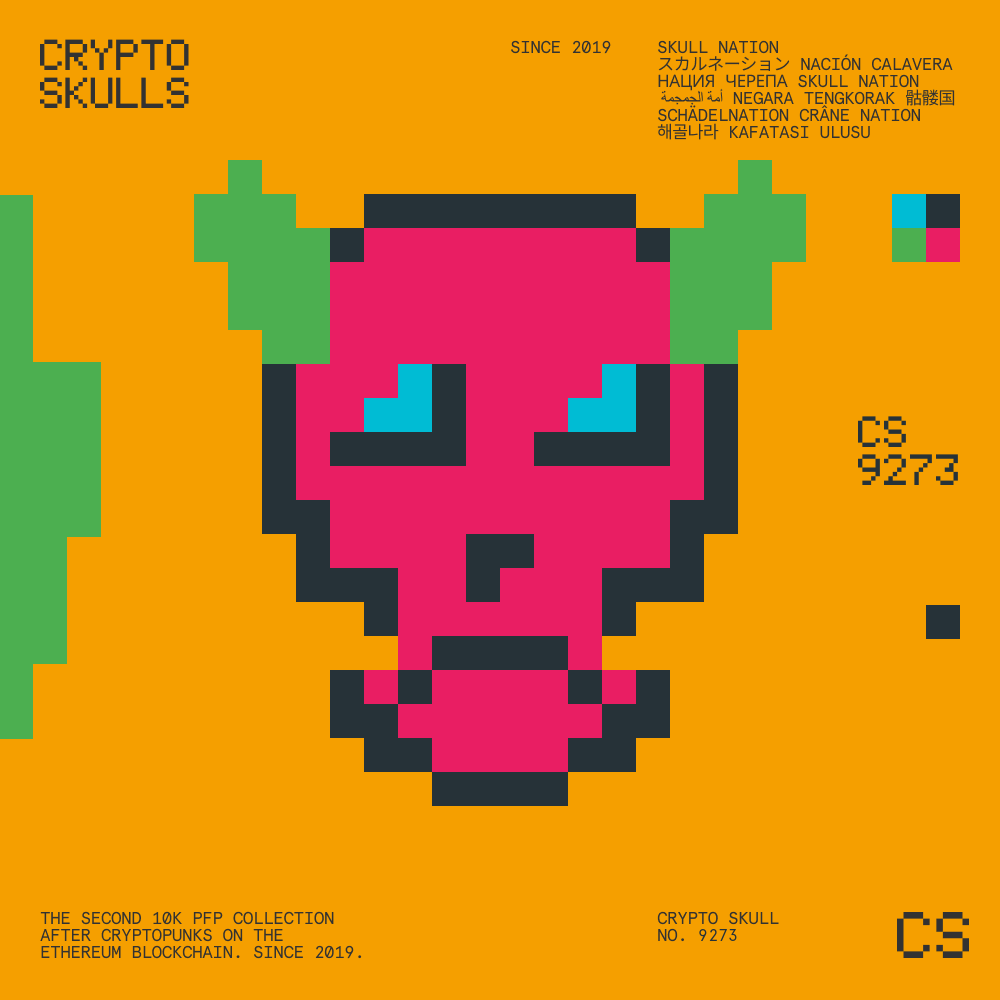 CRYPTO
SKULLS
SINCE 2019
SKULL NATION
スカルネーション NACIÓN CALAVERA
НАЦИЯ ЧЕРЕПА SKULL NATION
أمة الجمجمة NEGARA TENGKORAK 骷髅国
SCHÄDELNATION CRÂNE NATION
해골나라 KAFATASI ULUSU
CS
9273
THE SECOND 10K PFP COLLECTION
AFTER CRYPTOPUNKS ON THE
ETHEREUM BLOCKCHAIN. SINCE 2019.
CRYPTO SKULL
NO. 9273
CS